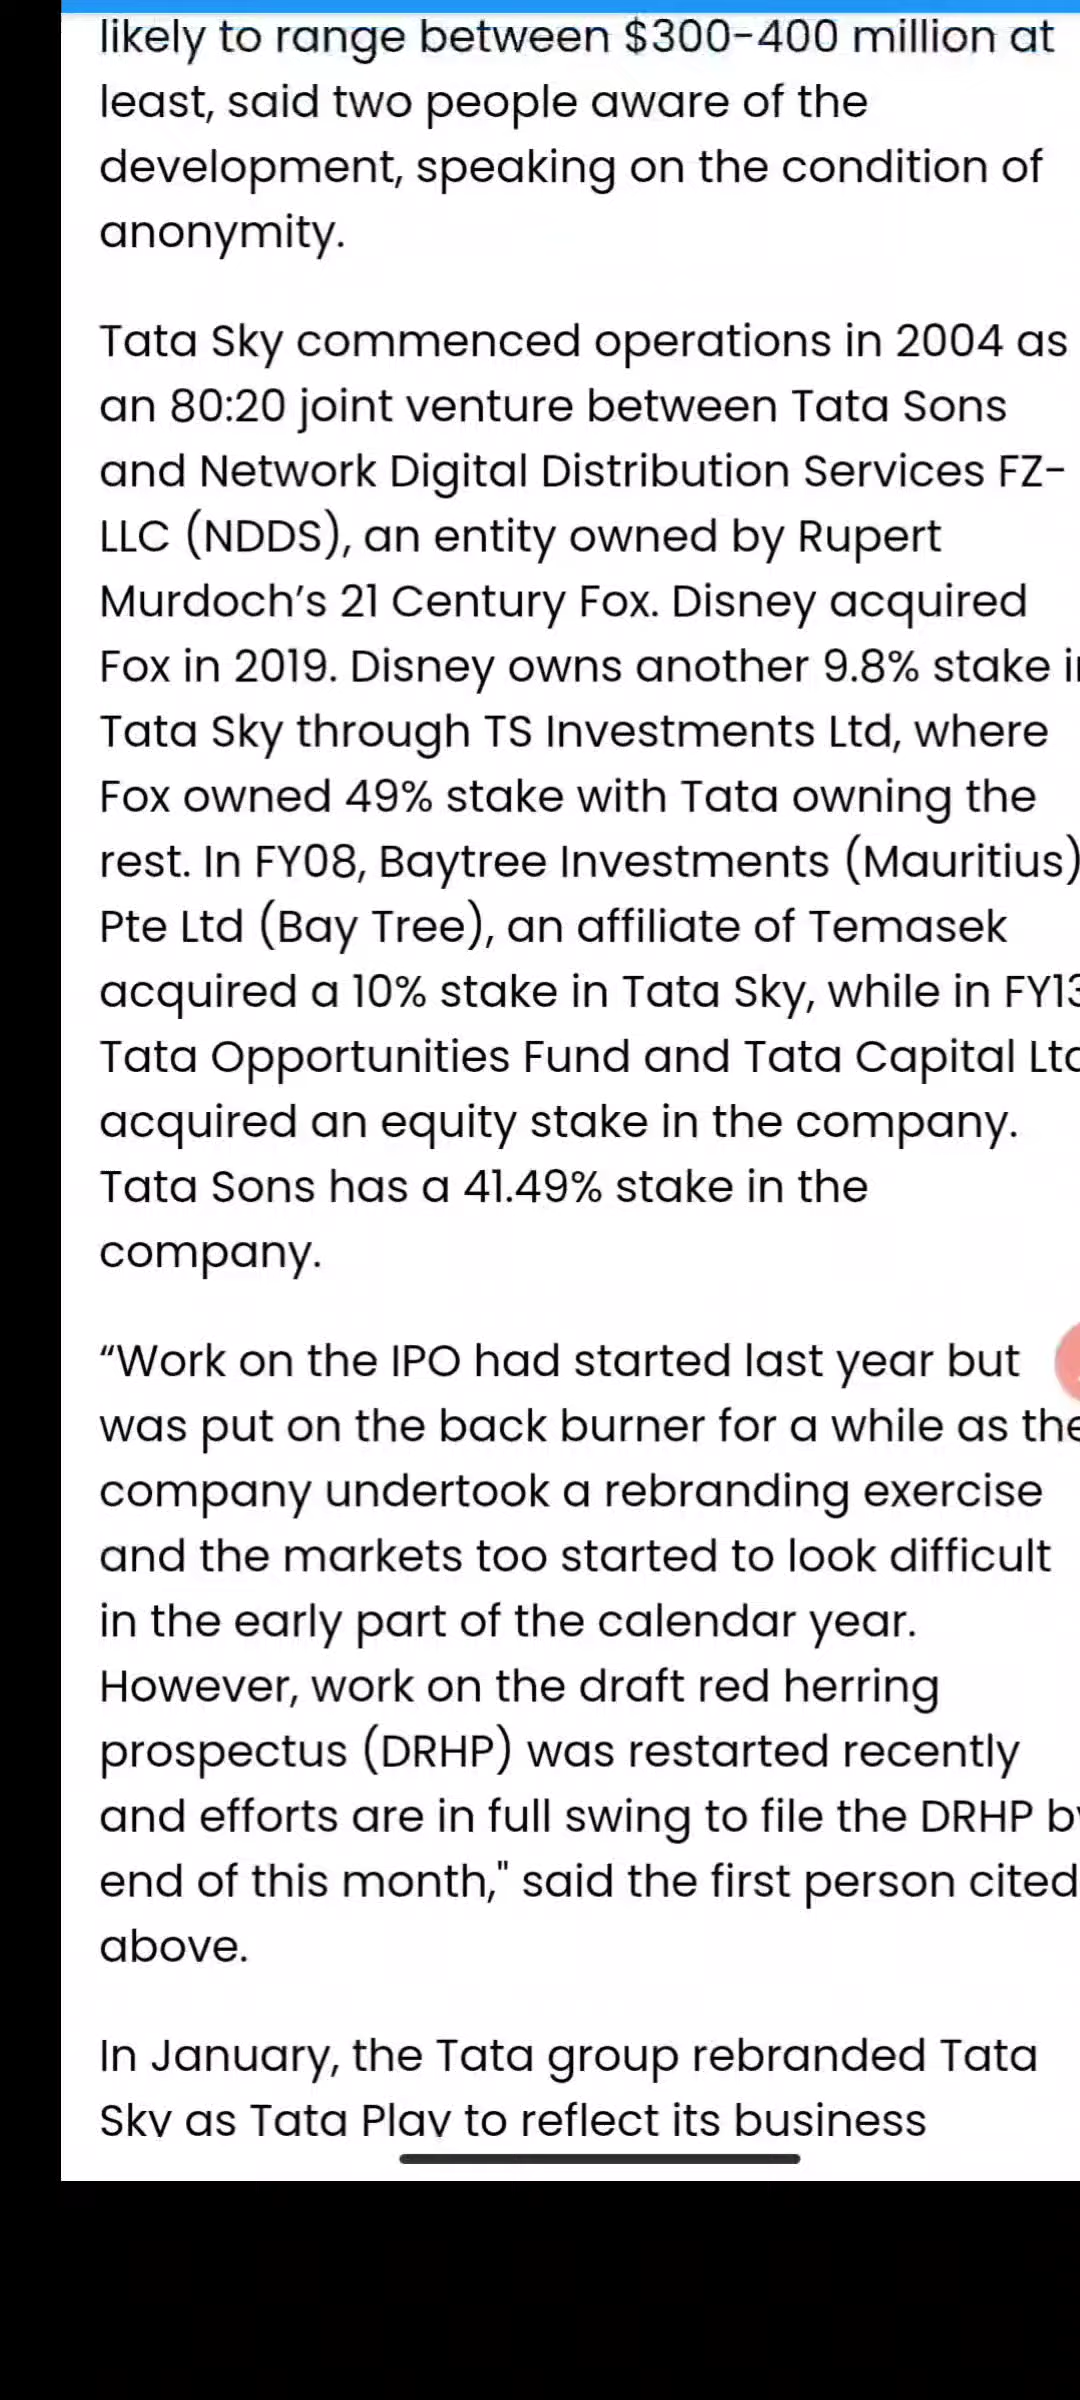 likely to range between $300-400 million at
least, said two people aware of the
development, speaking on the condition of
anonymity.
Tata Sky commenced operations in 2004 as
an 80:20 joint venture between Tata Sons
and Network Digital Distribution Services FZ-
LLC (NDDS), an entity owned by Rupert
Murdoch’s 21 Century Fox. Disney acquired
Fox in 2019. Disney owns another 9.8% stake in
Tata Sky through TS Investments Ltd, where
Fox owned 49% stake with Tata owning the
rest. In FY08, Baytree Investments (Mauritius)
Pte Ltd (Bay Tree), an affiliate of Temasek
acquired a 10% stake in Tata Sky, while in FY13
Tata Opportunities Fund and Tata Capital Ltd
acquired an equity stake in the company.
Tata Sons has a 41.49% stake in the
company.
“Work on the IPO had started last year but
was put on the back burner for a while as the
company undertook a rebranding exercise
and the markets too started to look difficult
in the early part of the calendar year.
However, work on the draft red herring
prospectus (DRHP) was restarted recently
and efforts are in full swing to file the DRHP by
end of this month," said the first person cited
above.
In January, the Tata group rebranded Tata
Sky as Tata Play to reflect its business